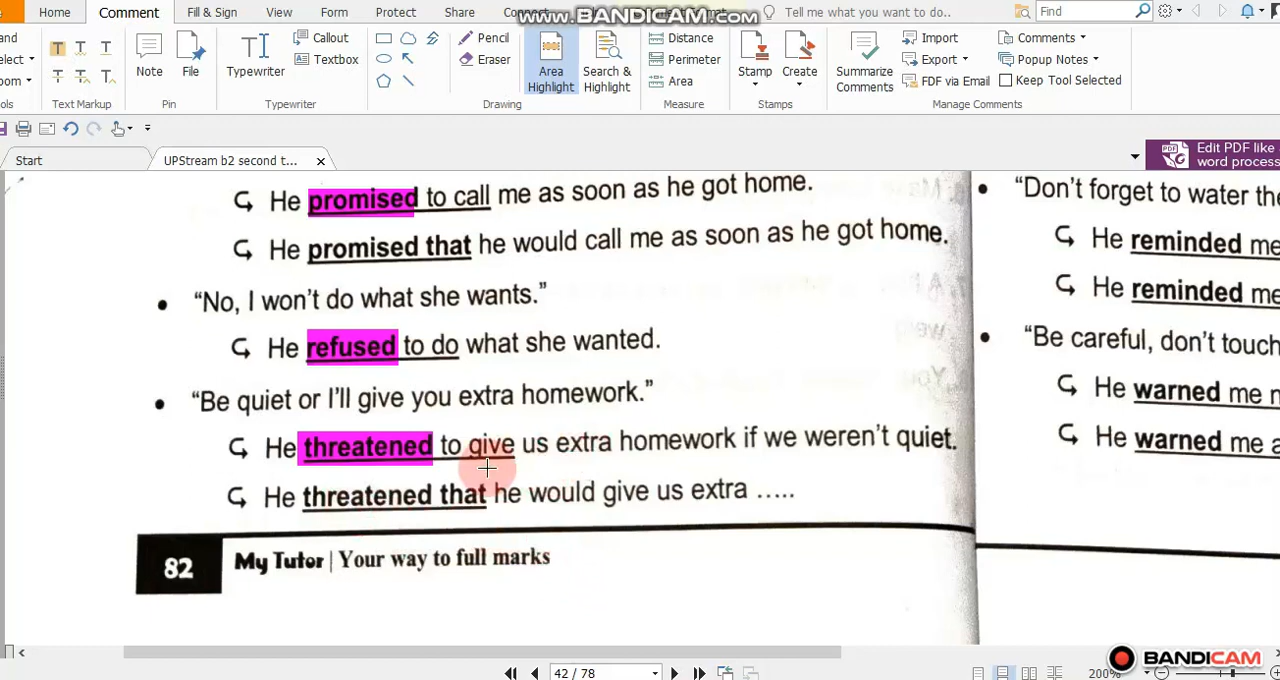 www.BANDICAM.com
Home Comment Fill & Sign View Form Protect Share Connect Tell me what you want to do.. Find
Callout Pencil Distance Import Comments
Note File Typewriter Textbox Eraser Area Highlight Search & Highlight Perimeter Area Stamp Create Summarize Comments Export FDF via Email Popup Notes Keep Tool Selected
Text Markup Pin Typewriter Drawing Measure Stamps Manage Comments
Start UPStream b2 second t... × Edit PDF like
word process
He promised to call me as soon as he got home.
He promised that he would call me as soon as he got home.
• “No, I won't do what she wants.”
He refused to do what she wanted.
• “Be quiet or I'll give you extra homework.”
He threatened to give us extra homework if we weren't quiet.
He threatened that he would give us extra .....
82 My Tutor | Your way to full marks
• “Don't forget to water the
He reminded me
He reminded me
• “Be careful, don't touch
He warned me
He warned me
42 / 78 200%
BANDICAM